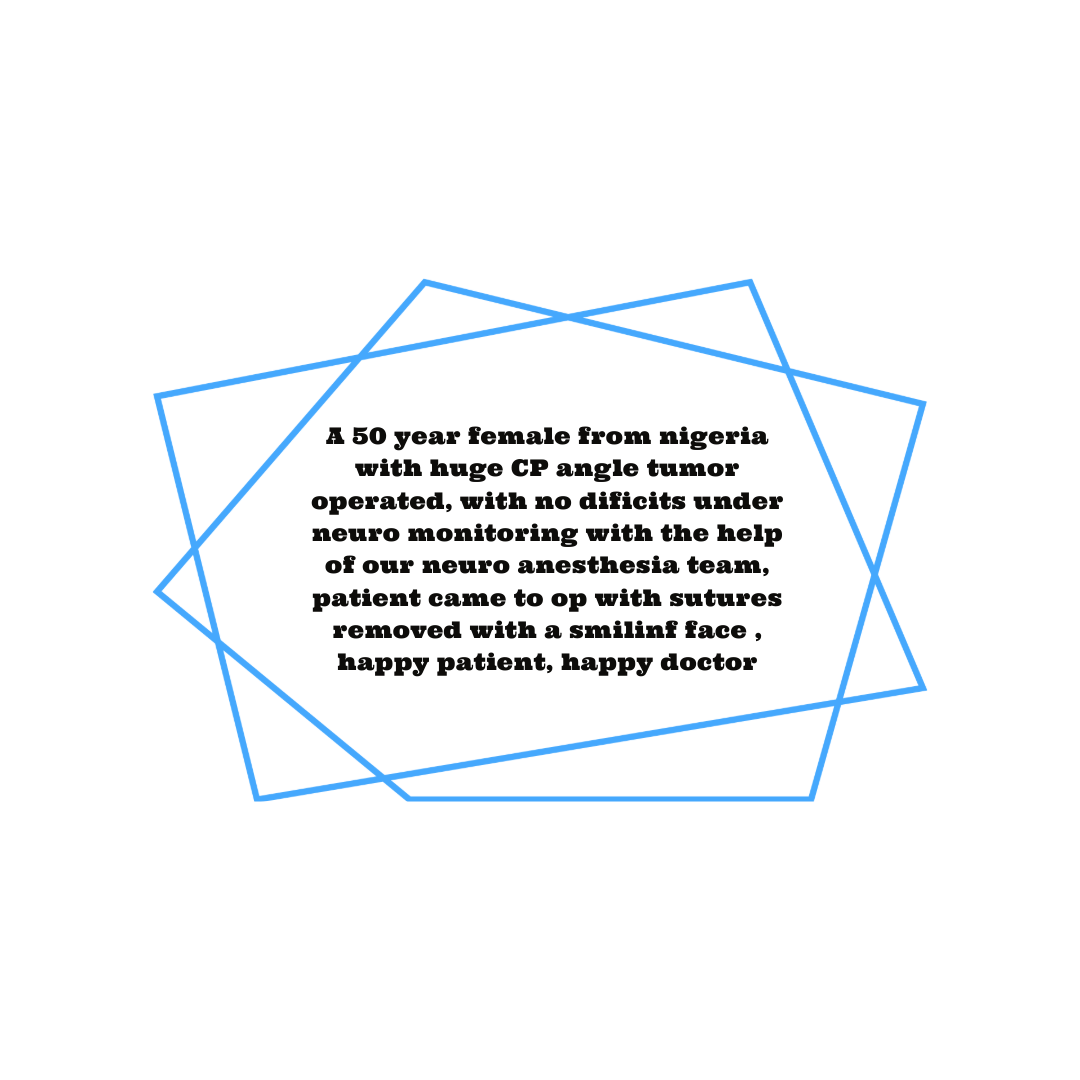 A 50 year female from nigeria
with huge CP angle tumor
operated, with no dificits under
neuro monitoring with the help
of our neuro anesthesia team,
patient came to op with sutures
removed with a smilinf face ,
happy patient, happy doctor